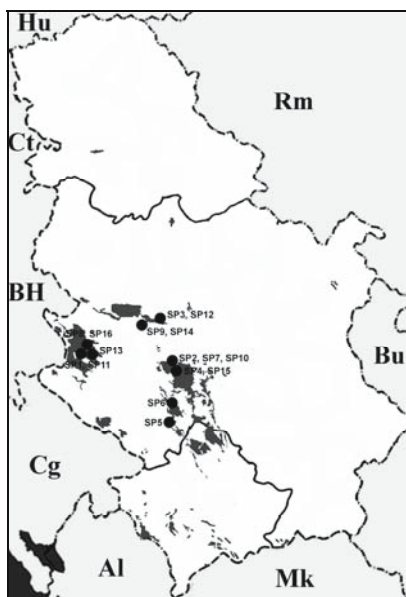 Hu
Rm
Ct
BH
SP3, SP12
SP9, SP14
SP16
SP13
SP1, SP11
SP2, SP7, SP10
SP4, SP15
Bu
SP6
SP5
Cg
Al
Mk